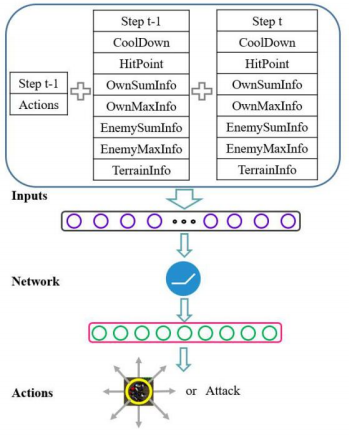 Step t-1
Actions
Step t-1
CoolDown
HitPoint
OwnSumInfo
OwnMaxInfo
EnemySumInfo
EnemyMaxInfo
TerrainInfo
Step t
CoolDown
HitPoint
OwnSumInfo
OwnMaxInfo
EnemySumInfo
EnemyMaxInfo
TerrainInfo
Inputs
Network
Actions
or Attack